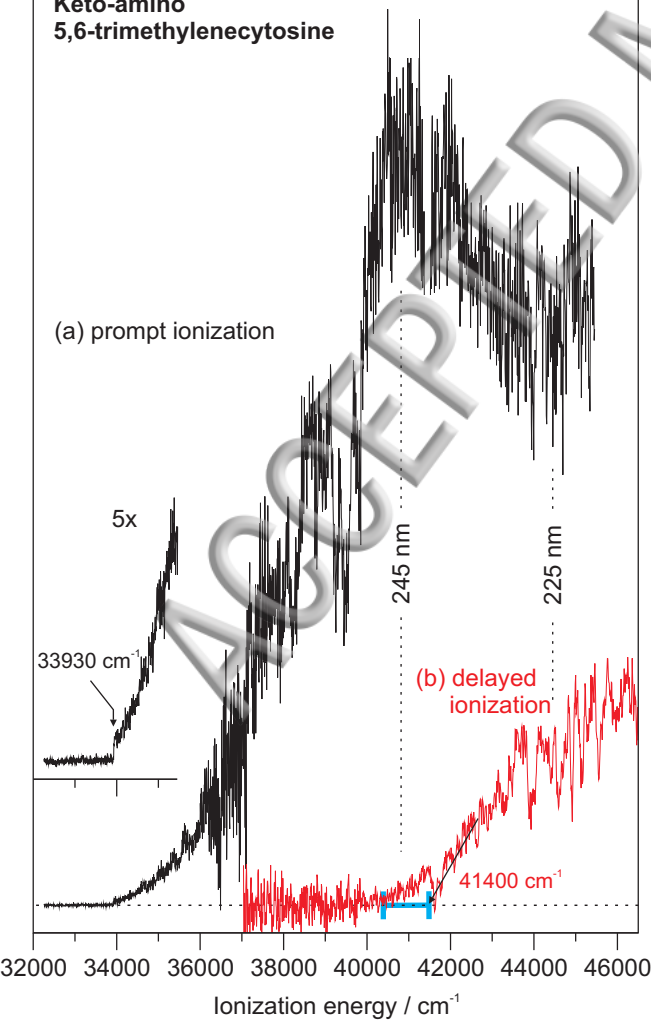 Keto-amino
5,6-trimethylenecytosine
(a) prompt ionization
5x
33930 cm⁻¹
245 nm
225 nm
(b) delayed
ionization
41400 cm⁻¹
32000 34000 36000 38000 40000 42000 44000 46000
Ionization energy / cm⁻¹
ACCEPTED